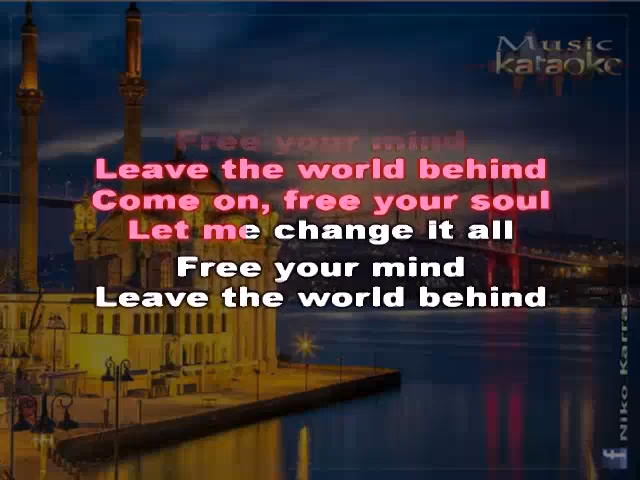 Music
karaoke
Free your mind
Leave the world behind
Come on, free your soul
Let me change it all
Free your mind
Leave the world behind
Niko Karras
f